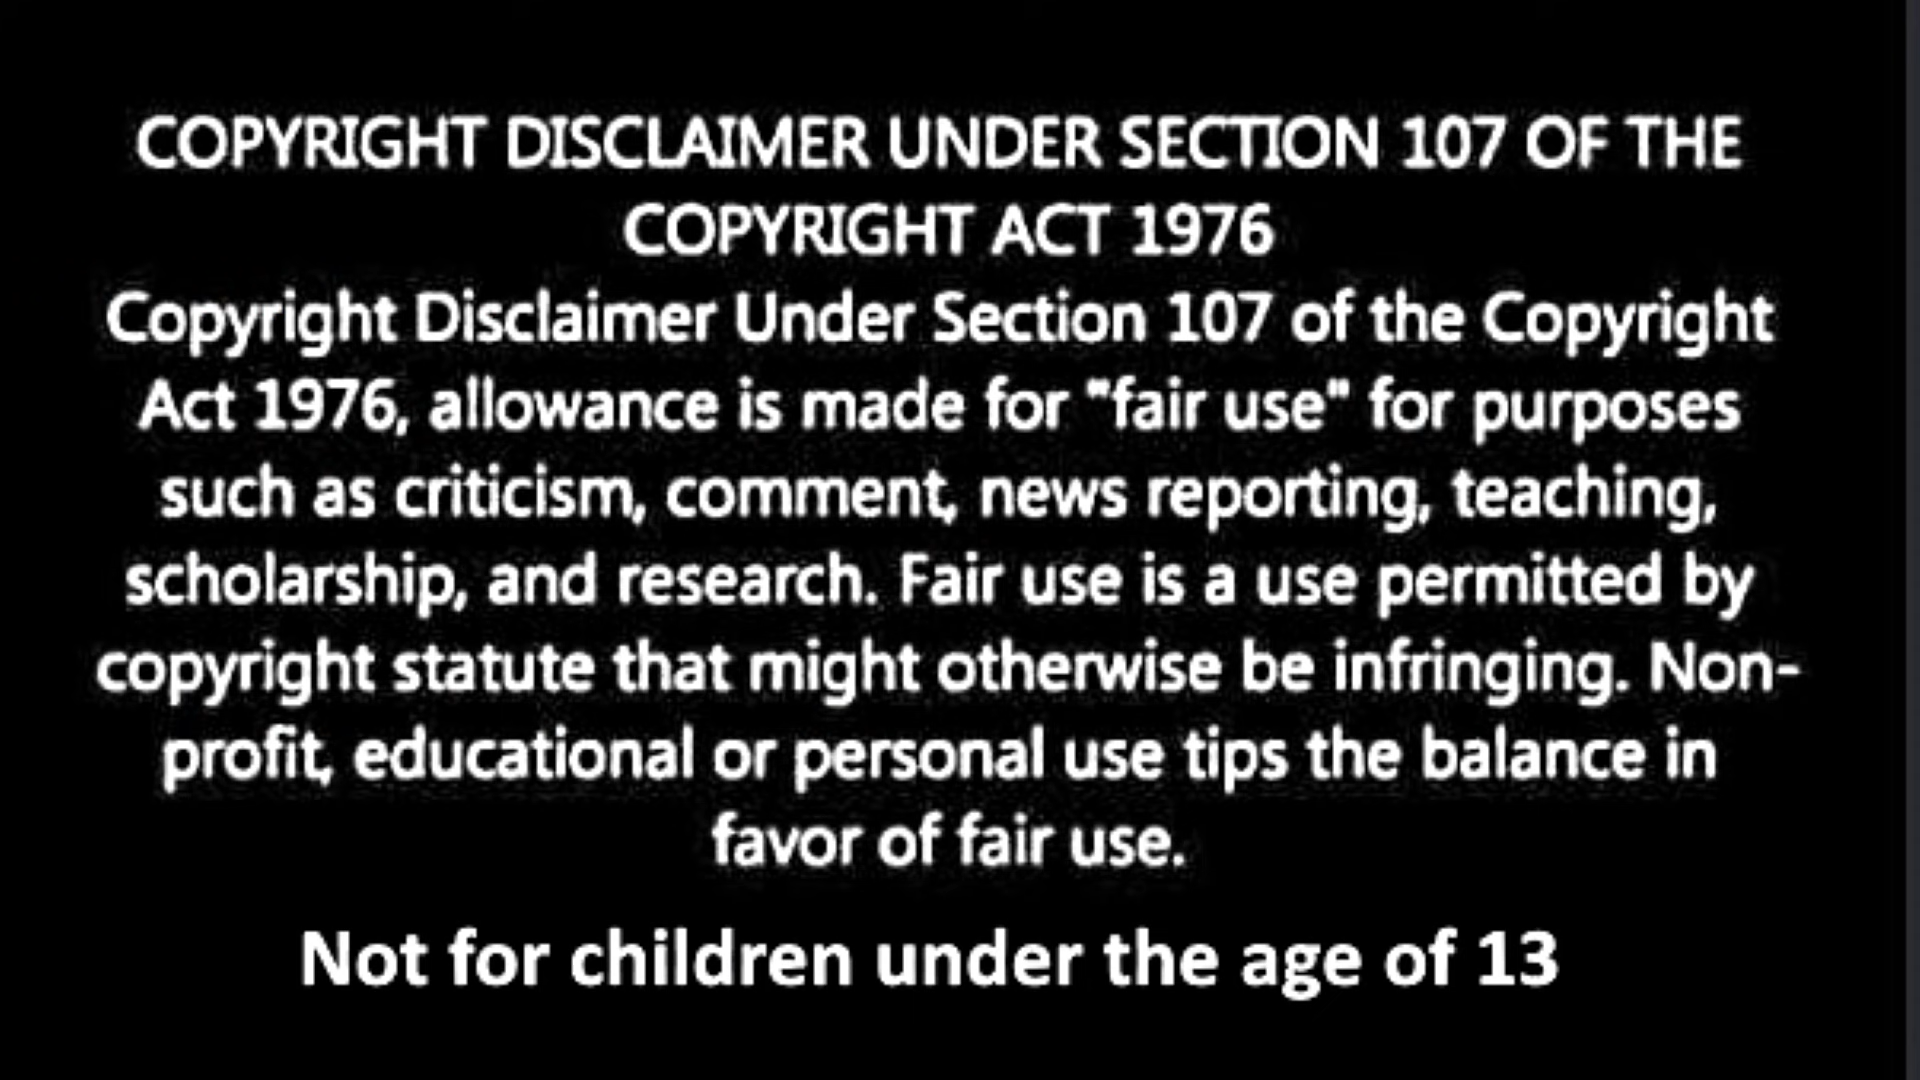 COPYRIGHT DISCLAIMER UNDER SECTION 107 OF THE
COPYRIGHT ACT 1976
Copyright Disclaimer Under Section 107 of the Copyright
Act 1976, allowance is made for "fair use" for purposes
such as criticism, comment, news reporting, teaching,
scholarship, and research. Fair use is a use permitted by
copyright statute that might otherwise be infringing. Non-
profit, educational or personal use tips the balance in
favor of fair use.
Not for children under the age of 13